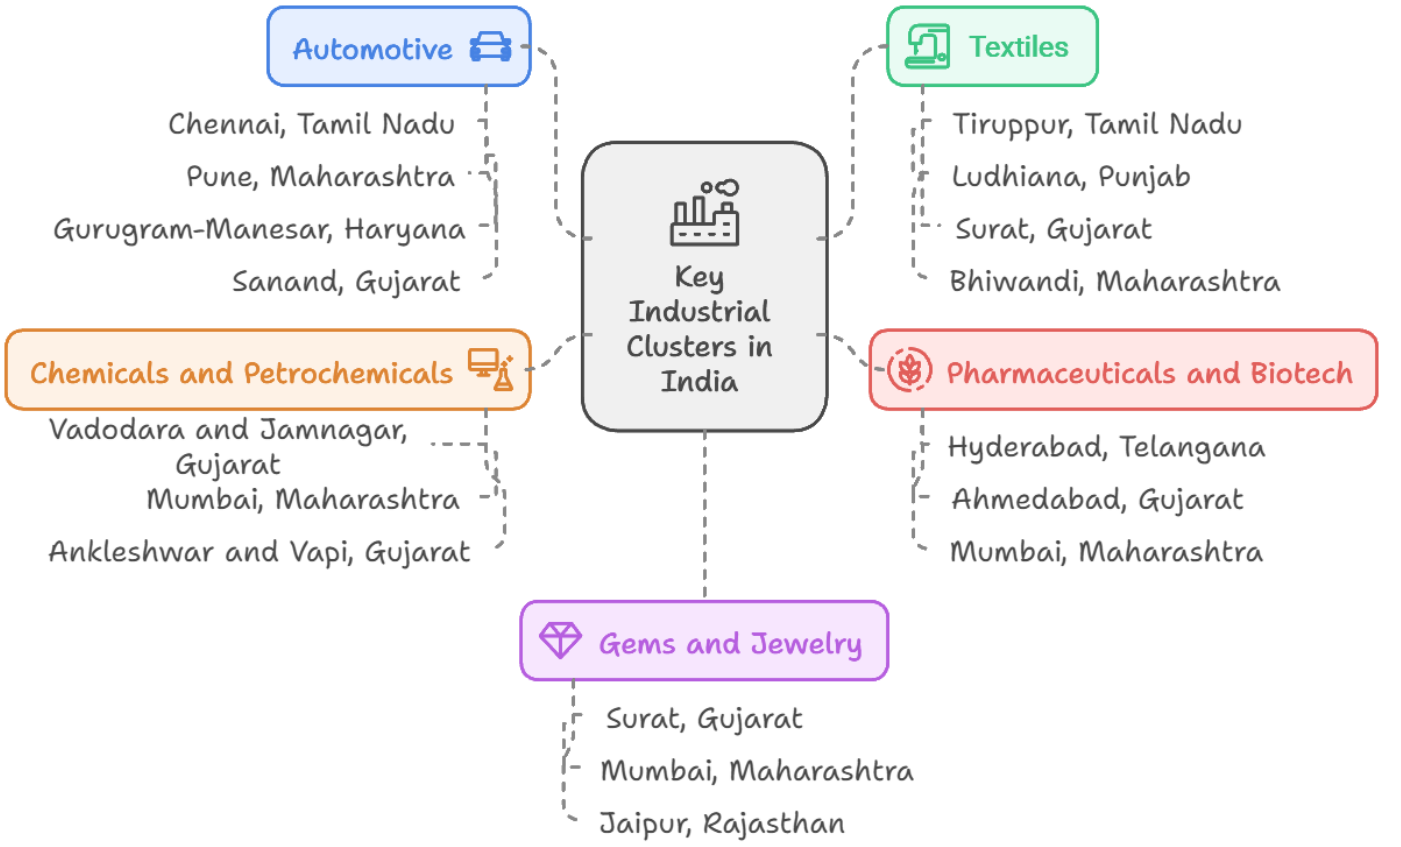 Automotive
Chennai, Tamil Nadu
Pune, Maharashtra
Gurugram-Manesar, Haryana
Sanand, Gujarat
Textiles
Tiruppur, Tamil Nadu
Ludhiana, Punjab
Surat, Gujarat
Bhiwandi, Maharashtra
Key
Industrial
Clusters in
India
Chemicals and Petrochemicals
Vadodara and Jamnagar,
Gujarat
Mumbai, Maharashtra
Ankleshwar and Vapi, Gujarat
Pharmaceuticals and Biotech
Hyderabad, Telangana
Ahmedabad, Gujarat
Mumbai, Maharashtra
Gems and Jewelry
Surat, Gujarat
Mumbai, Maharashtra
Jaipur, Rajasthan